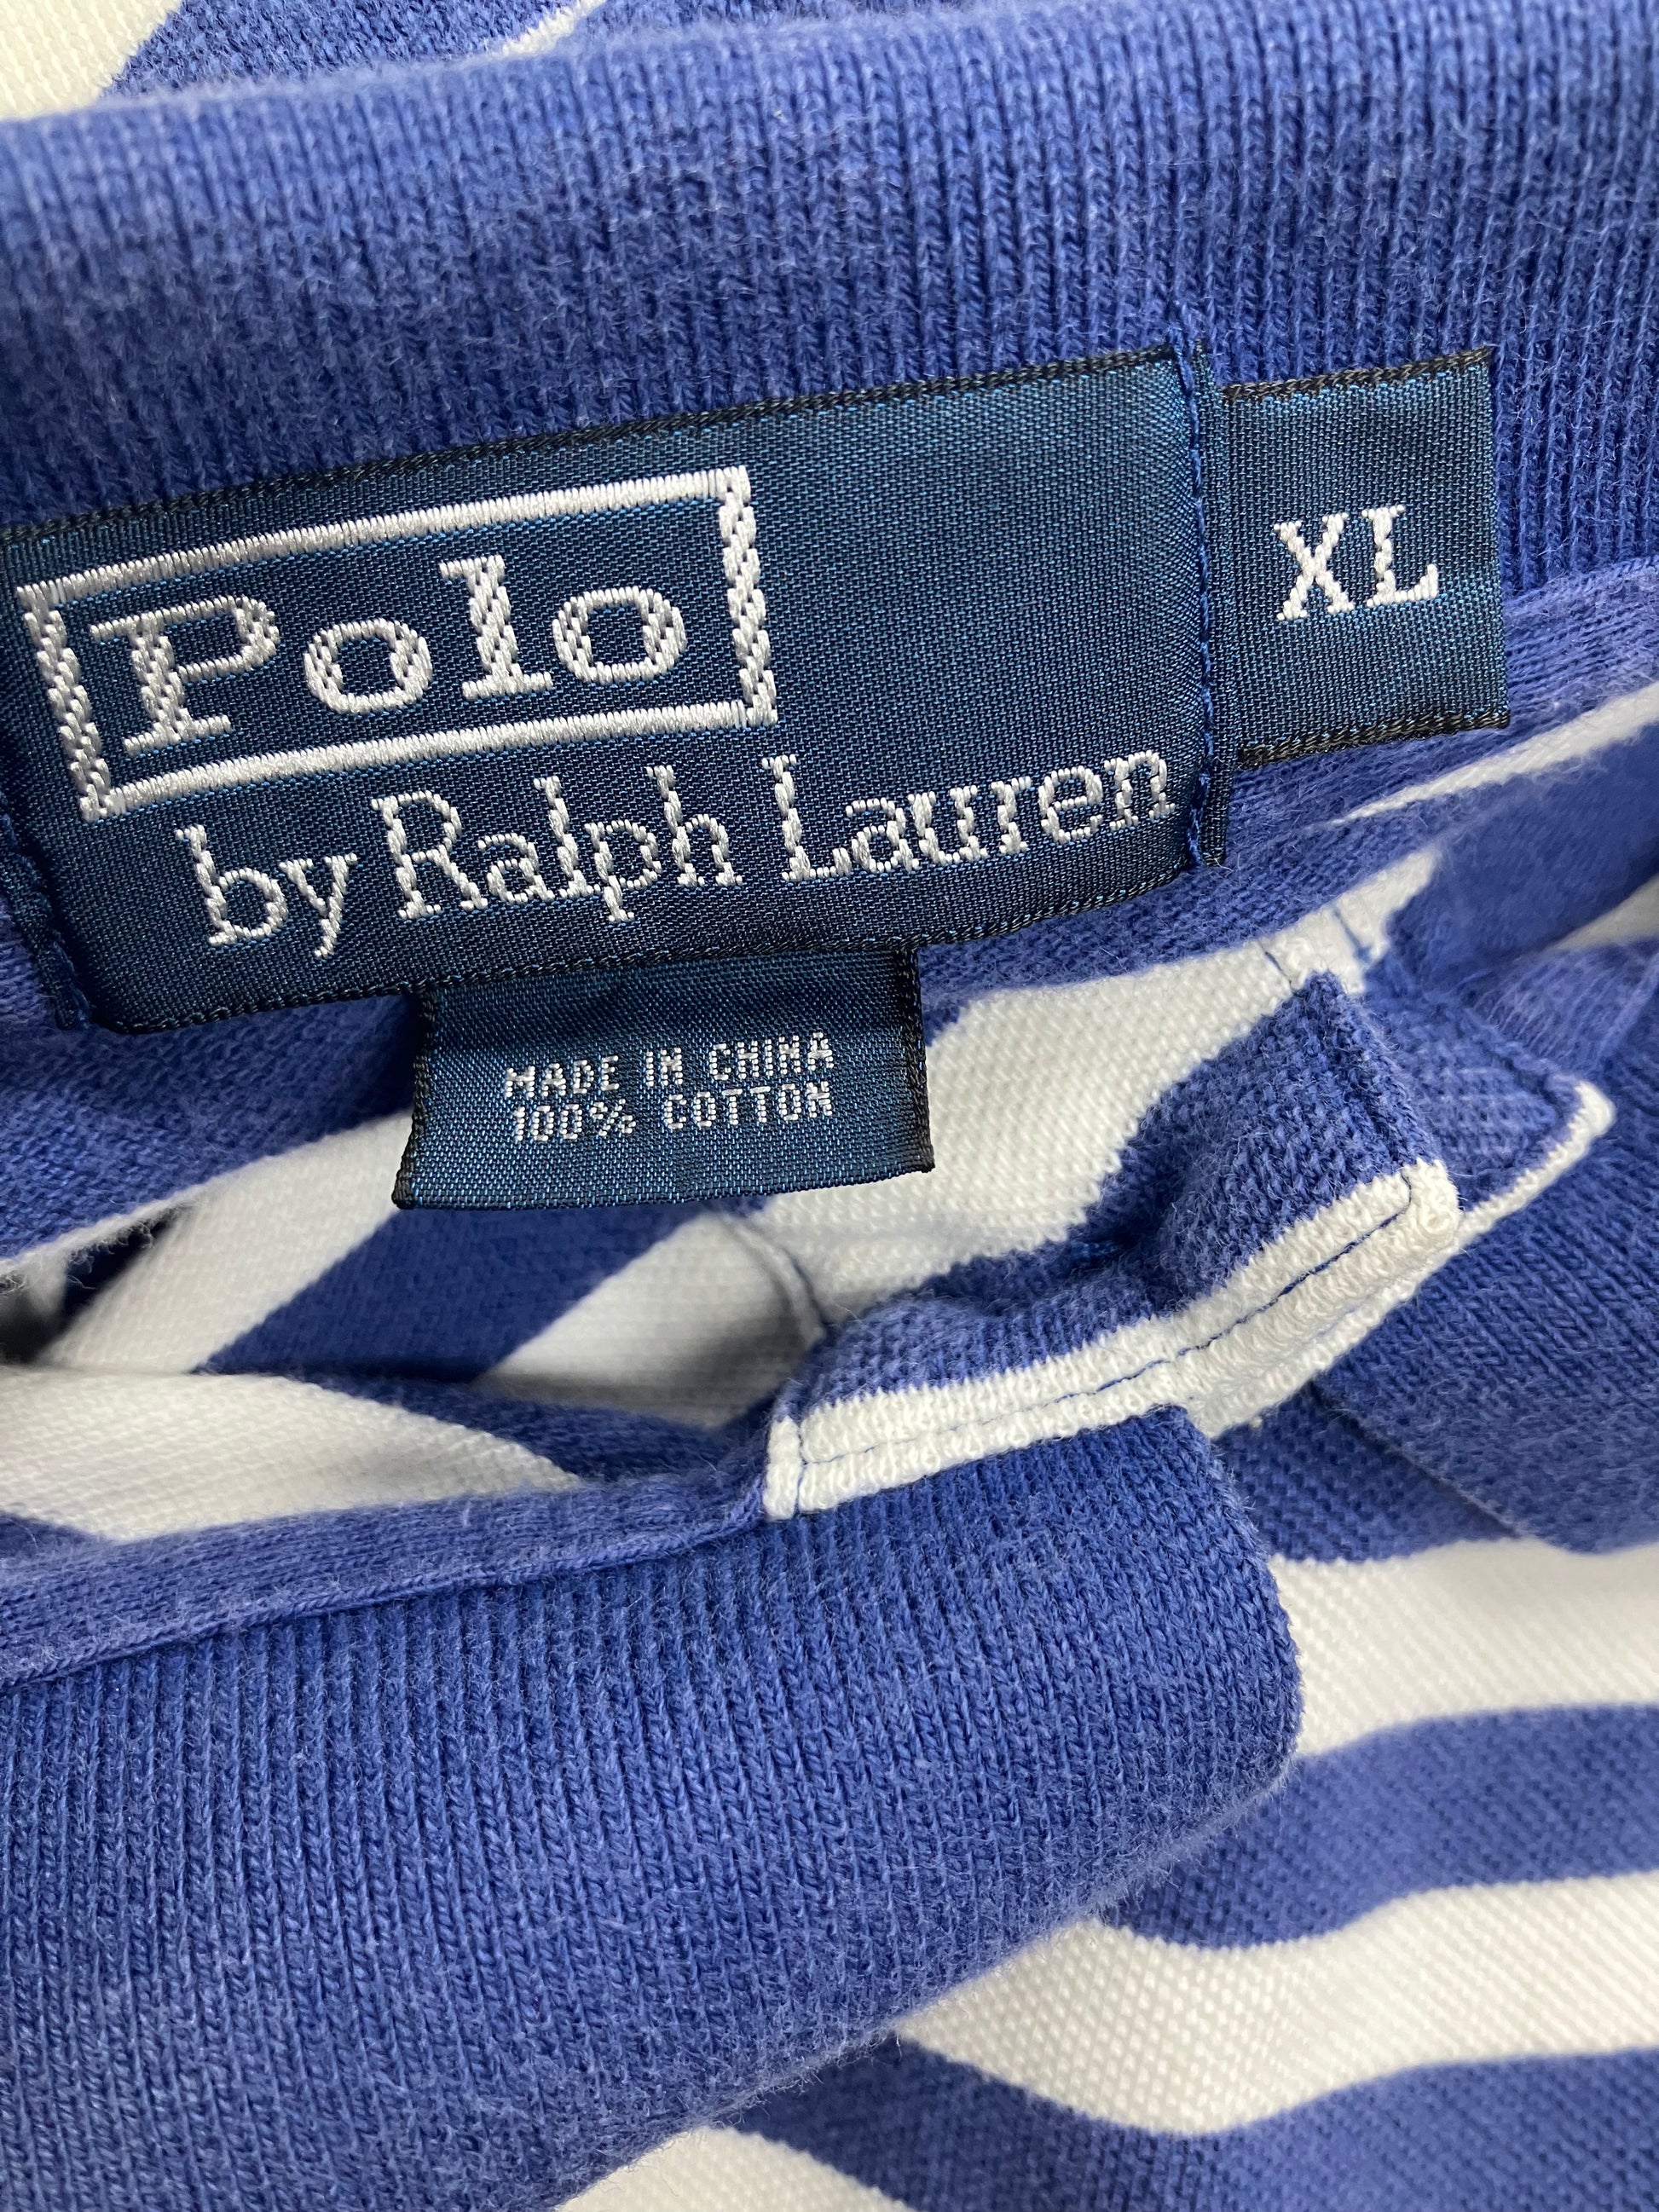 Polo
by Ralph Lauren
XL
MADE IN CHINA
100% COTTON